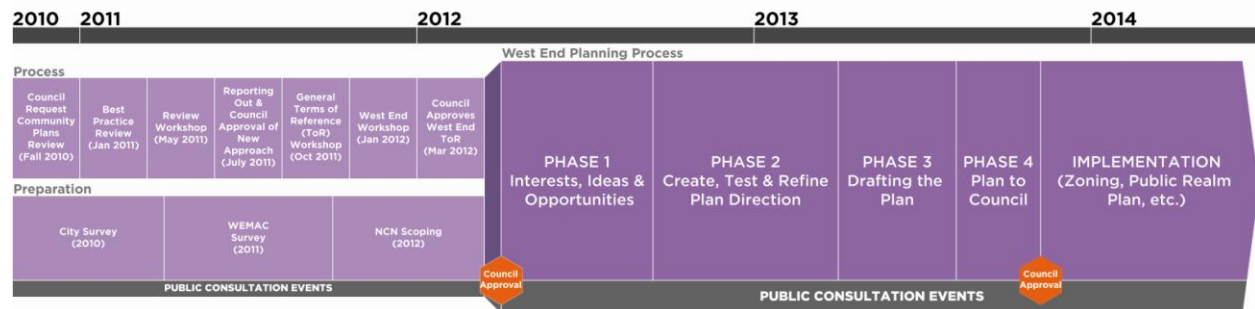 2010
2011
2012
2013
2014
West End Planning Process
Process
Council
Request
Community
Plans
Review
(Fall 2010)
Best
Practice
Review
(Jan 2011)
Review
Workshop
(May 2011)
Reporting
Out &
Council
Approval of
New
Approach
(July 2011)
General
Terms of
Reference
(ToR)
Workshop
(Oct 2011)
West End
Workshop
(Jan 2012)
Council
Approves
West End
ToR
(Mar 2012)
Preparation
City Survey
(2010)
WEMAC
Survey
(2011)
NCN Scoping
(2012)
PUBLIC CONSULTATION EVENTS
Council
Approval
PHASE 1
Interests, Ideas &
Opportunities
PHASE 2
Create, Test & Refine
Plan Direction
PHASE 3
Drafting the
Plan
PHASE 4
Plan to
Council
IMPLEMENTATION
(Zoning, Public Realm
Plan, etc.)
Council
Approval
PUBLIC CONSULTATION EVENTS